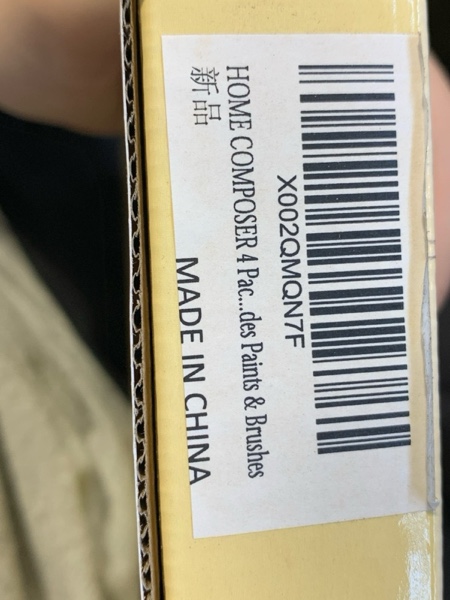 X002QMQN7F
HOME COMPOSER 4 Pac...des Paints & Brushes
新品
MADE IN CHINA